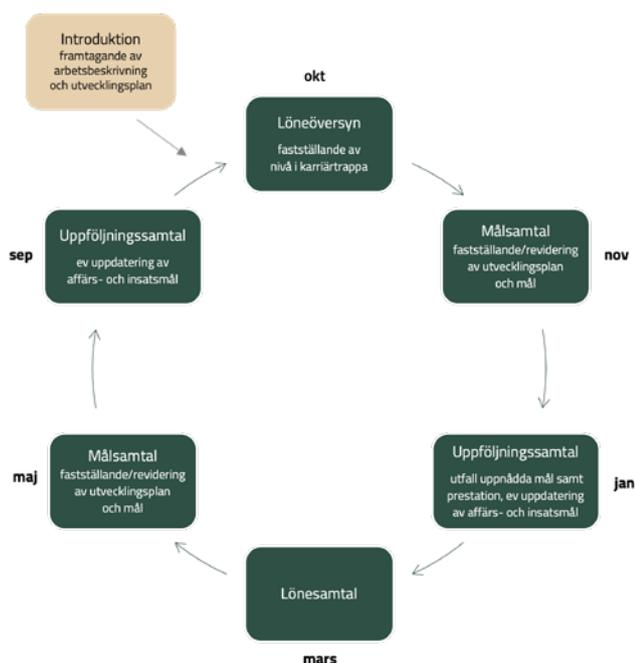 Introduktion
framtagande av
arbetsbeskrivning
och utvecklingsplan
okt
Löneöversyn
fastställande av
nivå i karriärtrappa
Målsamtal
fastställande/revidering
av utvecklingsplan
och mål
nov
Uppföljningssamtal
utfall uppnådda mål samt
prestation, ev uppdatering
av affärs- och insatsmål
jan
Lönesamtal
mars
Målsamtal
fastställande/revidering
av utvecklingsplan
och mål
maj
Uppföljningssamtal
ev uppdatering av
affärs- och insatsmål
sep